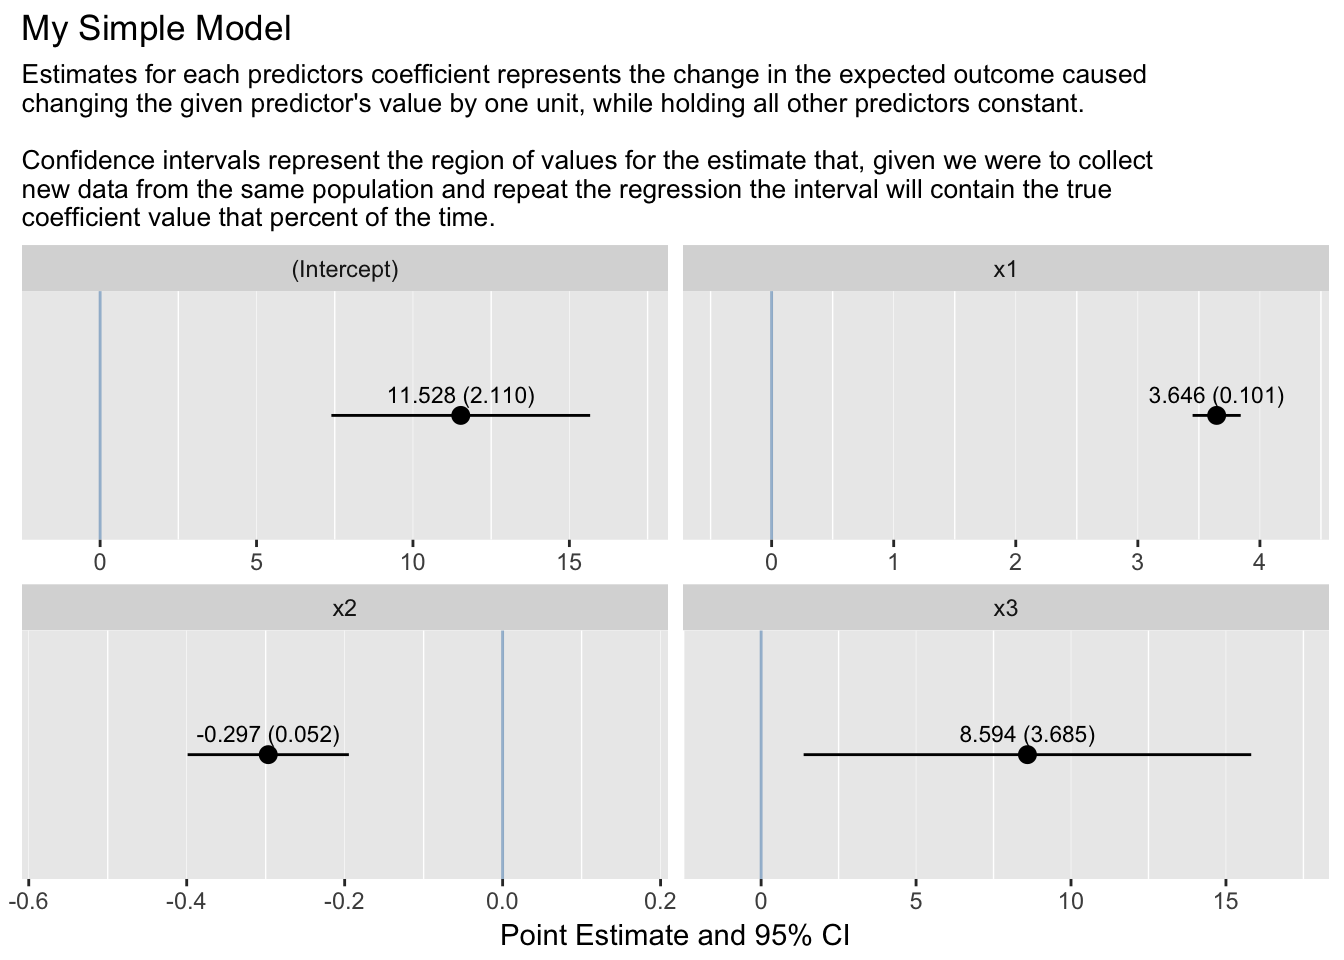 My Simple Model
Estimates for each predictors coefficient represents the change in the expected outcome caused
changing the given predictor's value by one unit, while holding all other predictors constant.
Confidence intervals represent the region of values for the estimate that, given we were to collect
new data from the same population and repeat the regression the interval will contain the true
coefficient value that percent of the time.
(Intercept)
11.528 (2.110)
0 5 10 15
x1
3.646 (0.101)
0 1 2 3 4
x2
-0.297 (0.052)
-0.6 -0.4 -0.2 0.0 0.2
x3
8.594 (3.685)
0 5 10 15
Point Estimate and 95% CI